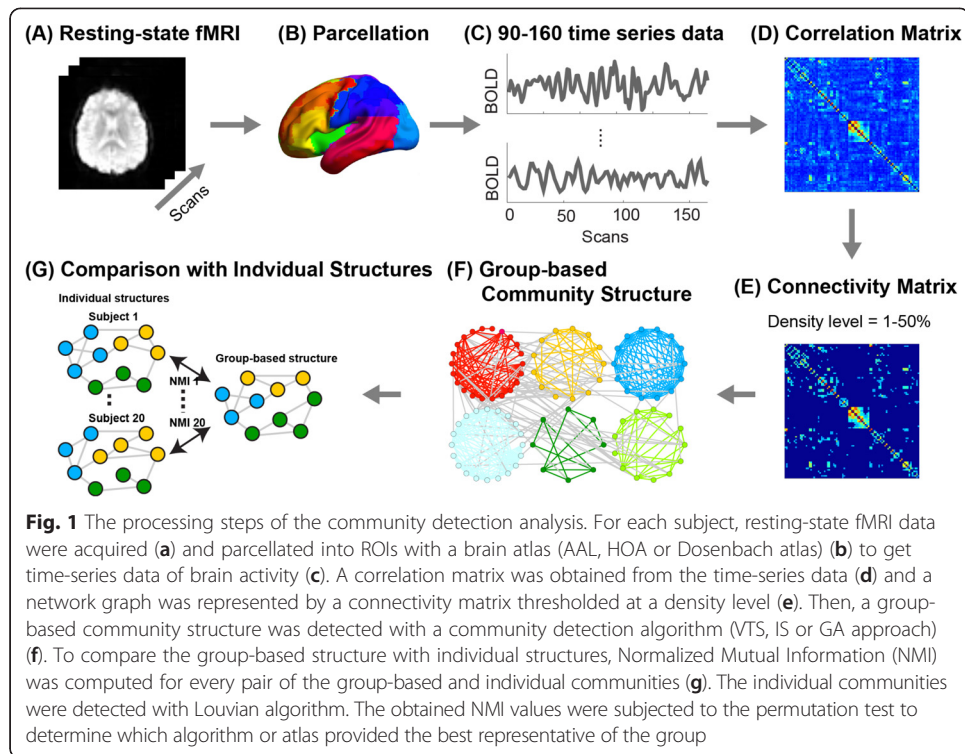 (A) Resting-state fMRI
(B) Parcellation
(C) 90-160 time series data
(D) Correlation Matrix
Scans
BOLD
BOLD
0 50 100 150
Scans
(G) Comparison with Indvidual Structures
(F) Group-based
Community Structure
(E) Connectivity Matrix
Density level = 1-50%
Individual structures
Subject 1
Group-based structure
NMI 1
NMI 20
Subject 20
Fig. 1 The processing steps of the community detection analysis. For each subject, resting-state fMRI data
were acquired (a) and parcellated into ROIs with a brain atlas (AAL, HOA or Dosenbach atlas) (b) to get
time-series data of brain activity (c). A correlation matrix was obtained from the time-series data (d) and a
network graph was represented by a connectivity matrix thresholded at a density level (e). Then, a group-
based community structure was detected with a community detection algorithm (VTS, IS or GA approach)
(f). To compare the group-based structure with individual structures, Normalized Mutual Information (NMI)
was computed for every pair of the group-based and individual communities (g). The individual communities
were detected with Louvian algorithm. The obtained NMI values were subjected to the permutation test to
determine which algorithm or atlas provided the best representative of the group